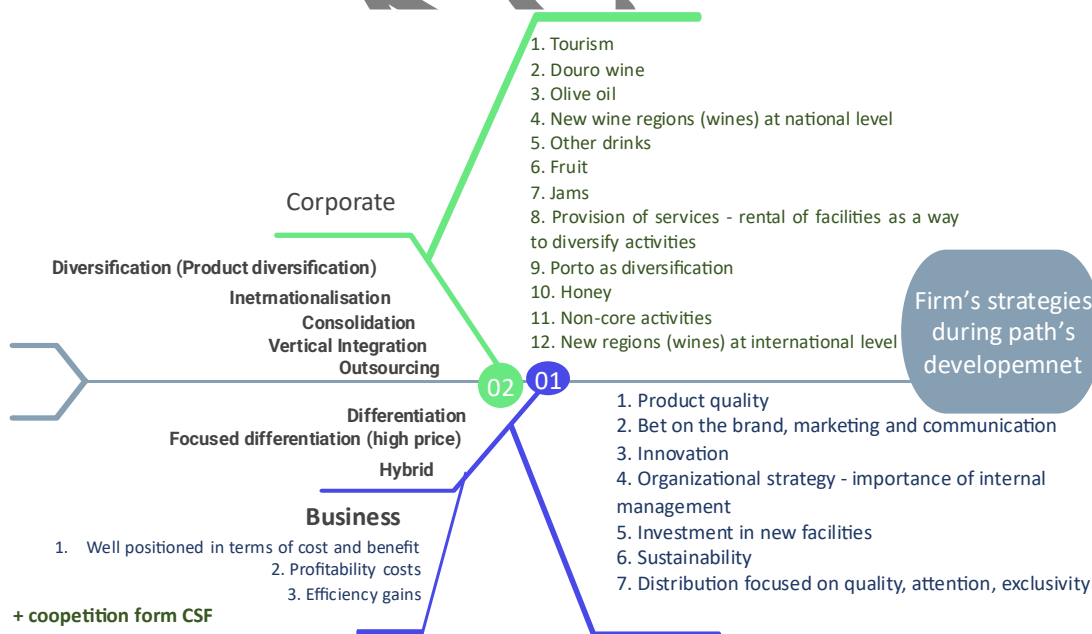 1. Tourism
2. Douro wine
3. Olive oil
4. New wine regions (wines) at national level
5. Other drinks
6. Fruit
7. Jams
8. Provision of services - rental of facilities as a way
to diversify activities
9. Porto as diversification
10. Honey
11. Non-core activities
12. New regions (wines) at international level
Corporate
Diversification (Product diversification)
Inetrnationalisation
Consolidation
Vertical Integration
Outsourcing
02
01
Firm's strategies
during path's
developemnet
Differentiation
Focused differentiation (high price)
Hybrid
Business
1. Well positioned in terms of cost and benefit
2. Profitability costs
3. Efficiency gains
+ coopetition form CSF
1. Product quality
2. Bet on the brand, marketing and communication
3. Innovation
4. Organizational strategy - importance of internal
management
5. Investment in new facilities
6. Sustainability
7. Distribution focused on quality, attention, exclusivity